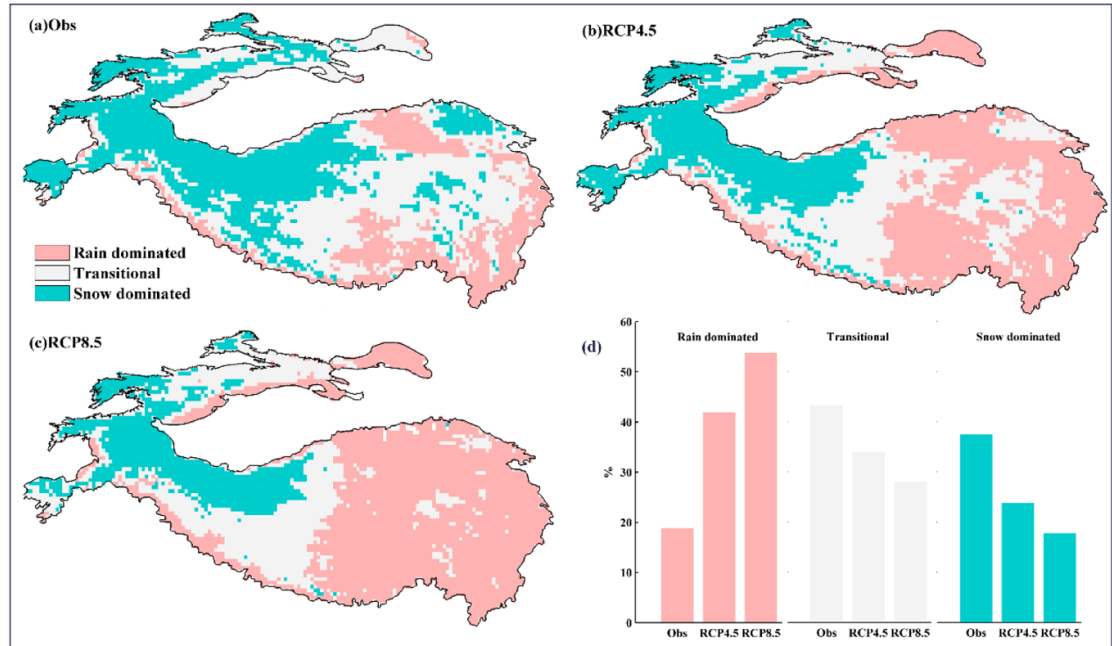 (a)Obs
(b)RCP4.5
Rain dominated
Transitional
Snow dominated
(c)RCP8.5
(d)
Rain dominated
Transitional
Snow dominated
60
50
40
30
20
10
0
%
Obs RCP4.5 RCP8.5
Obs RCP4.5 RCP8.5
Obs RCP4.5 RCP8.5